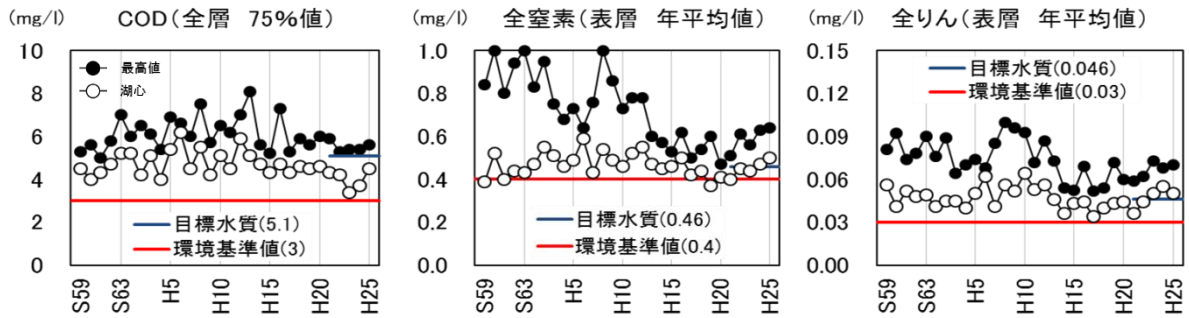 (mg/l) COD(全層 75%値)
10
8
6
4
2
0
最高値
湖心
目標水質(5.1)
環境基準値(3)
S59 S63 H5 H10 H15 H20 H25
(mg/l) 全窒素(表層 年平均値)
1.0
0.8
0.6
0.4
0.2
0.0
目標水質(0.46)
環境基準値(0.4)
S59 S63 H5 H10 H15 H20 H25
(mg/l) 全りん(表層 年平均値)
0.15
0.12
0.09
0.06
0.03
0.00
目標水質(0.046)
環境基準値(0.03)
S59 S63 H5 H10 H15 H20 H25